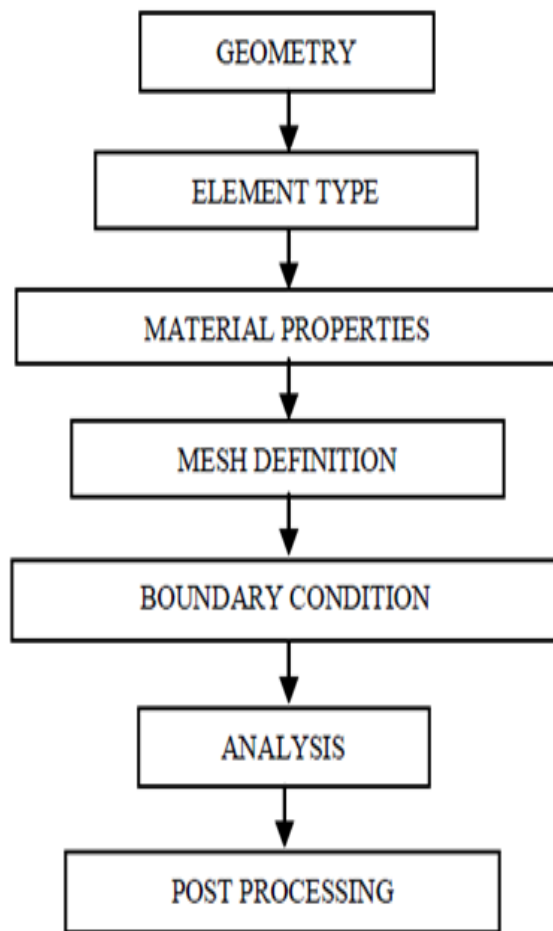 GEOMETRY
ELEMENT TYPE
MATERIAL PROPERTIES
MESH DEFINITION
BOUNDARY CONDITION
ANALYSIS
POST PROCESSING